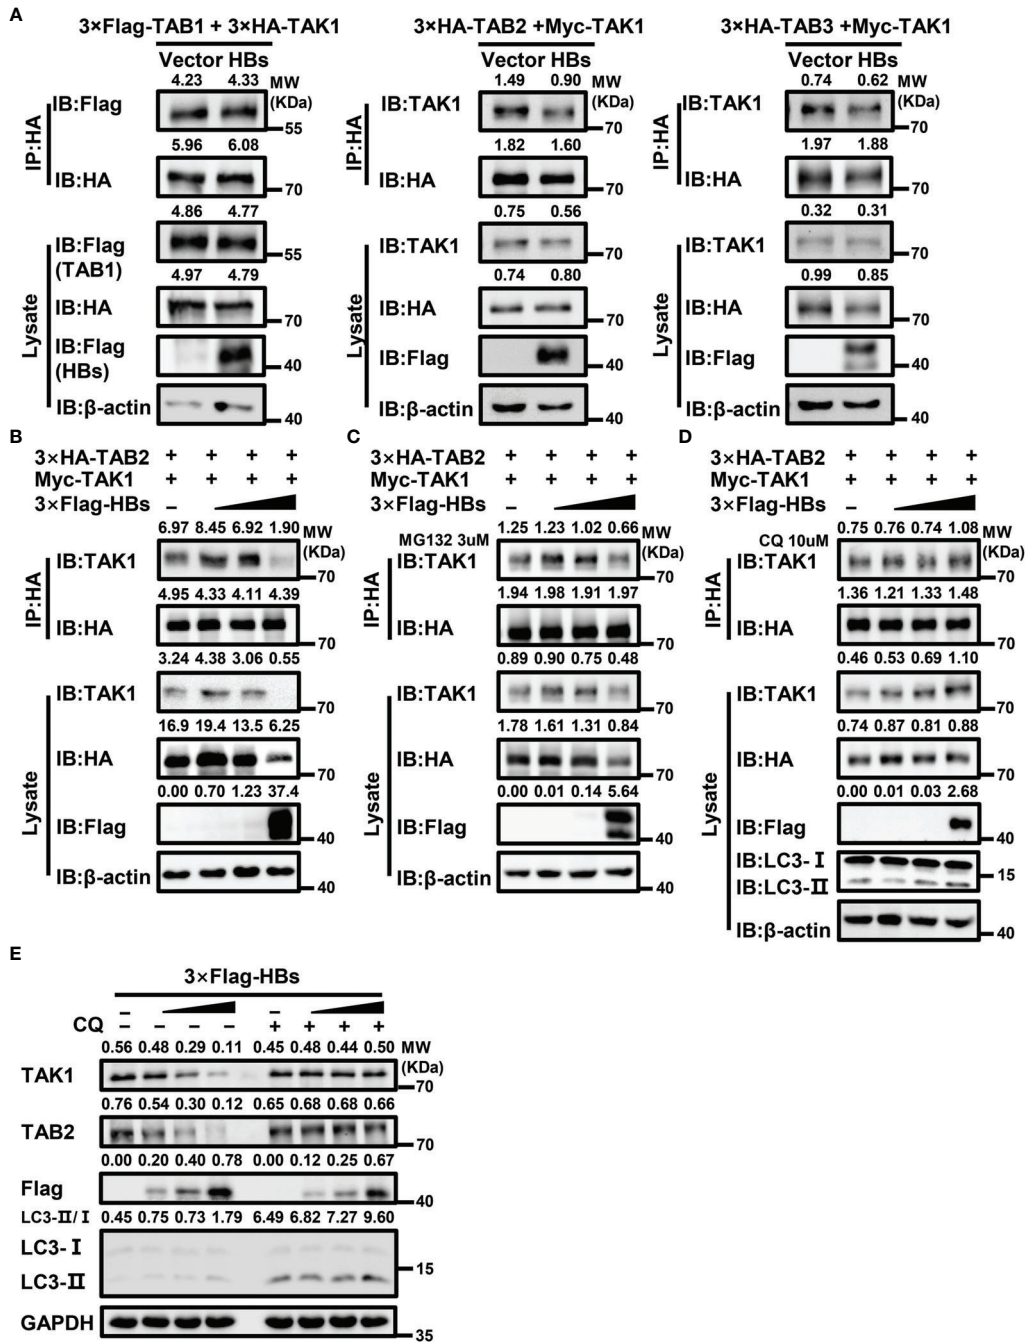 A
3×Flag-TAB1 + 3×HA-TAK1
Vector HBs
4.23 4.33 MW
(KDa)
IP:HA
IB:Flag
55
5.96 6.08
IB:HA
70
4.86 4.77
Lysate
IB:Flag
(TAB1)
55
4.97 4.79
IB:HA
70
IB:Flag
(HBs)
40
IB:β-actin
40
3×HA-TAB2 +Myc-TAK1
Vector HBs
1.49 0.90 MW
(KDa)
IP:HA
IB:TAK1
70
1.82 1.60
IB:HA
70
0.75 0.56
Lysate
IB:TAK1
70
0.74 0.80
IB:HA
70
IB:Flag
40
IB:β-actin
40
3×HA-TAB3 +Myc-TAK1
Vector HBs
0.74 0.62 MW
(KDa)
IP:HA
IB:TAK1
70
1.97 1.88
IB:HA
70
0.32 0.31
Lysate
IB:TAK1
70
0.99 0.85
IB:HA
70
IB:Flag
40
IB:β-actin
40
B
3×HA-TAB2 + + + +
Myc-TAK1 + + + +
3×Flag-HBs –
6.97 8.45 6.92 1.90 MW
(KDa)
IP:HA
IB:TAK1
70
4.95 4.33 4.11 4.39
IB:HA
70
3.24 4.38 3.06 0.55
Lysate
IB:TAK1
70
16.9 19.4 13.5 6.25
IB:HA
70
0.00 0.70 1.23 37.4
IB:Flag
40
IB:β-actin
40
C
3×HA-TAB2 + + + +
Myc-TAK1 + + + +
3×Flag-HBs –
1.25 1.23 1.02 0.66 MW
(KDa)
MG132 3uM
IP:HA
IB:TAK1
70
1.94 1.98 1.91 1.97
IB:HA
70
0.89 0.90 0.75 0.48
Lysate
IB:TAK1
70
1.78 1.61 1.31 0.84
IB:HA
70
0.00 0.01 0.14 5.64
IB:Flag
40
IB:β-actin
40
D
3×HA-TAB2 + + + +
Myc-TAK1 + + + +
3×Flag-HBs –
0.75 0.76 0.74 1.08 MW
(KDa)
CQ 10uM
IP:HA
IB:TAK1
70
1.36 1.21 1.33 1.48
IB:HA
70
0.46 0.53 0.69 1.10
Lysate
IB:TAK1
70
0.74 0.87 0.81 0.88
IB:HA
70
0.00 0.01 0.03 2.68
IB:Flag
40
IB:LC3-Ⅰ
15
IB:LC3-Ⅱ
IB:β-actin
40
E
3×Flag-HBs
– –
CQ – – – – + + + +
0.56 0.48 0.29 0.11 0.45 0.48 0.44 0.50 MW
(KDa)
TAK1
70
0.76 0.54 0.30 0.12 0.65 0.68 0.68 0.66
TAB2
70
0.00 0.20 0.40 0.78 0.00 0.12 0.25 0.67
Flag
40
LC3-Ⅱ/Ⅰ 0.45 0.75 0.73 1.79 6.49 6.82 7.27 9.60
LC3-Ⅰ
15
LC3-Ⅱ
GAPDH
35